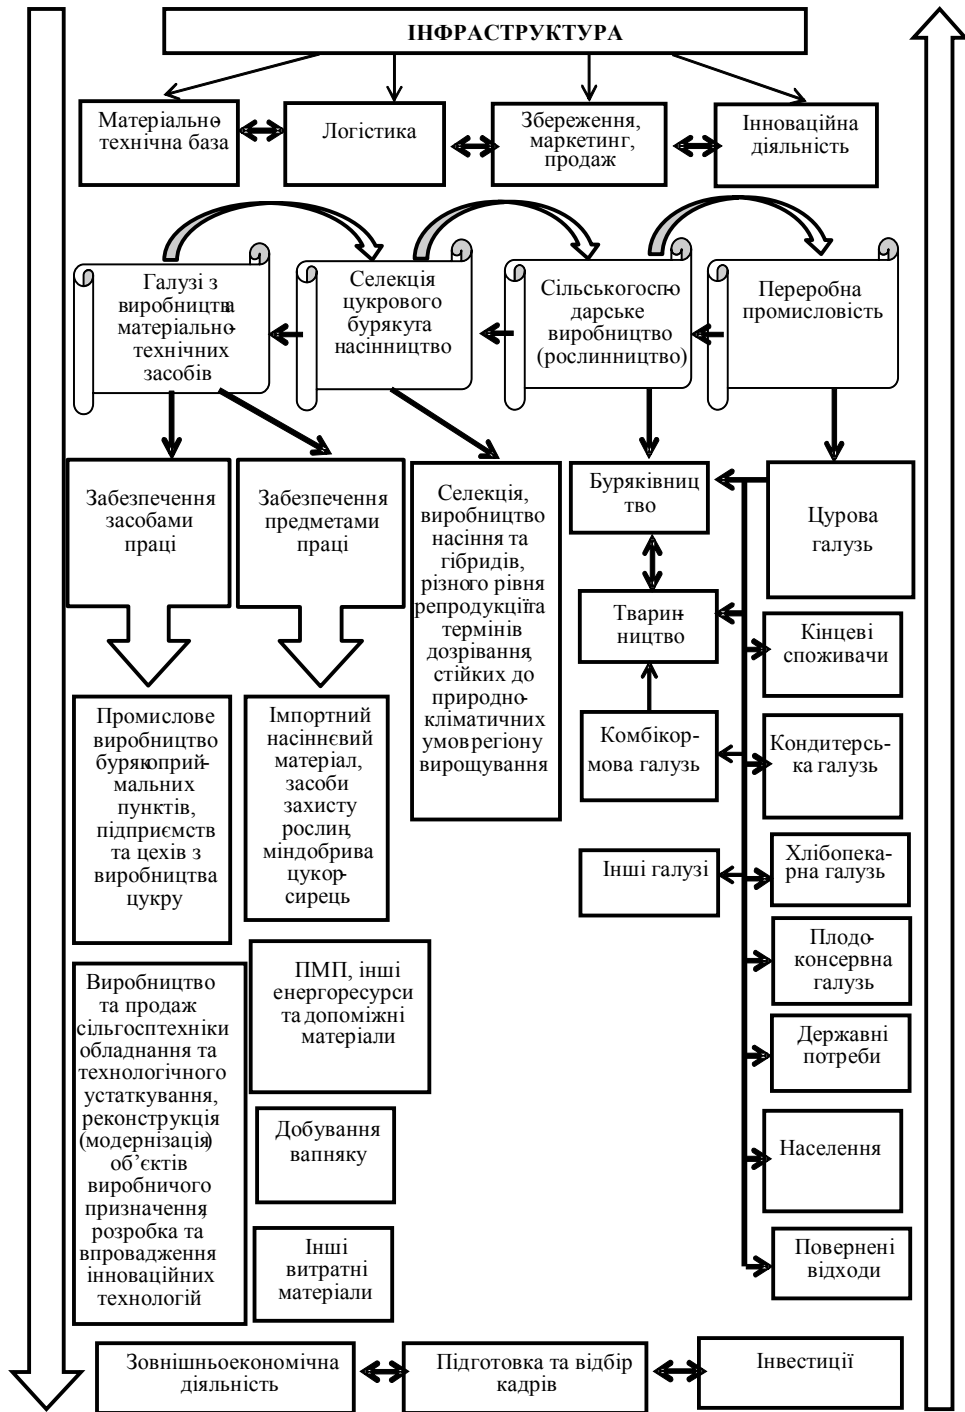 ІНФРАСТРУКТУРА
Матеріально-
технічна база
Логістика
Збереження,
маркетинг,
продаж
Інноваційна
діяльність
Галузі з
виробництва
матеріально-
технічних
засобів
Селекція
цукрового
бурякута
насінництво
Сільськогоспо-
дарське
виробництво
(рослинництво)
Переробна
промисловість
Забезпечення
засобами
праці
Забезпечення
предметами
праці
Селекція,
виробництво
насіння та
гібридів,
різного рівня
репродукціїта
термінів
дозрівання,
стійких до
природно-
кліматичних
умов регіону
вирощування
Буряківниц
тво
Цурова
галузь
Тварин-
ництво
Кінцеві
споживачи
Комбікор-
мова галузь
Кондитерсь-
ка галузь
Інші галузі
Хлібопека-
рна галузь
Плодо-
консервна
галузь
Державні
потреби
Населення
Повернені
відходи
Промислове
виробництво
бурякоприй-
мальних
пунктів,
підприємств
та цехів з
виробництва
цукру
Імпортний
насіннєвий
матеріал,
засоби
захисту
рослин,
міндобрива
цукор-
сирець
Виробництво
та продаж
сільгосптехніки
обладнання та
технологічного
устаткування,
реконструкція
(модернізація)
об’єктів
виробничого
призначення,
розробка та
впровадження
інноваційних
технологій
ПМП, інші
енергоресурси
та допоміжні
матеріали
Добування
вапняку
Інші
витратні
матеріали
Зовнішньоекономічна
діяльність
Підготовка та відбір
кадрів
Інвестиції